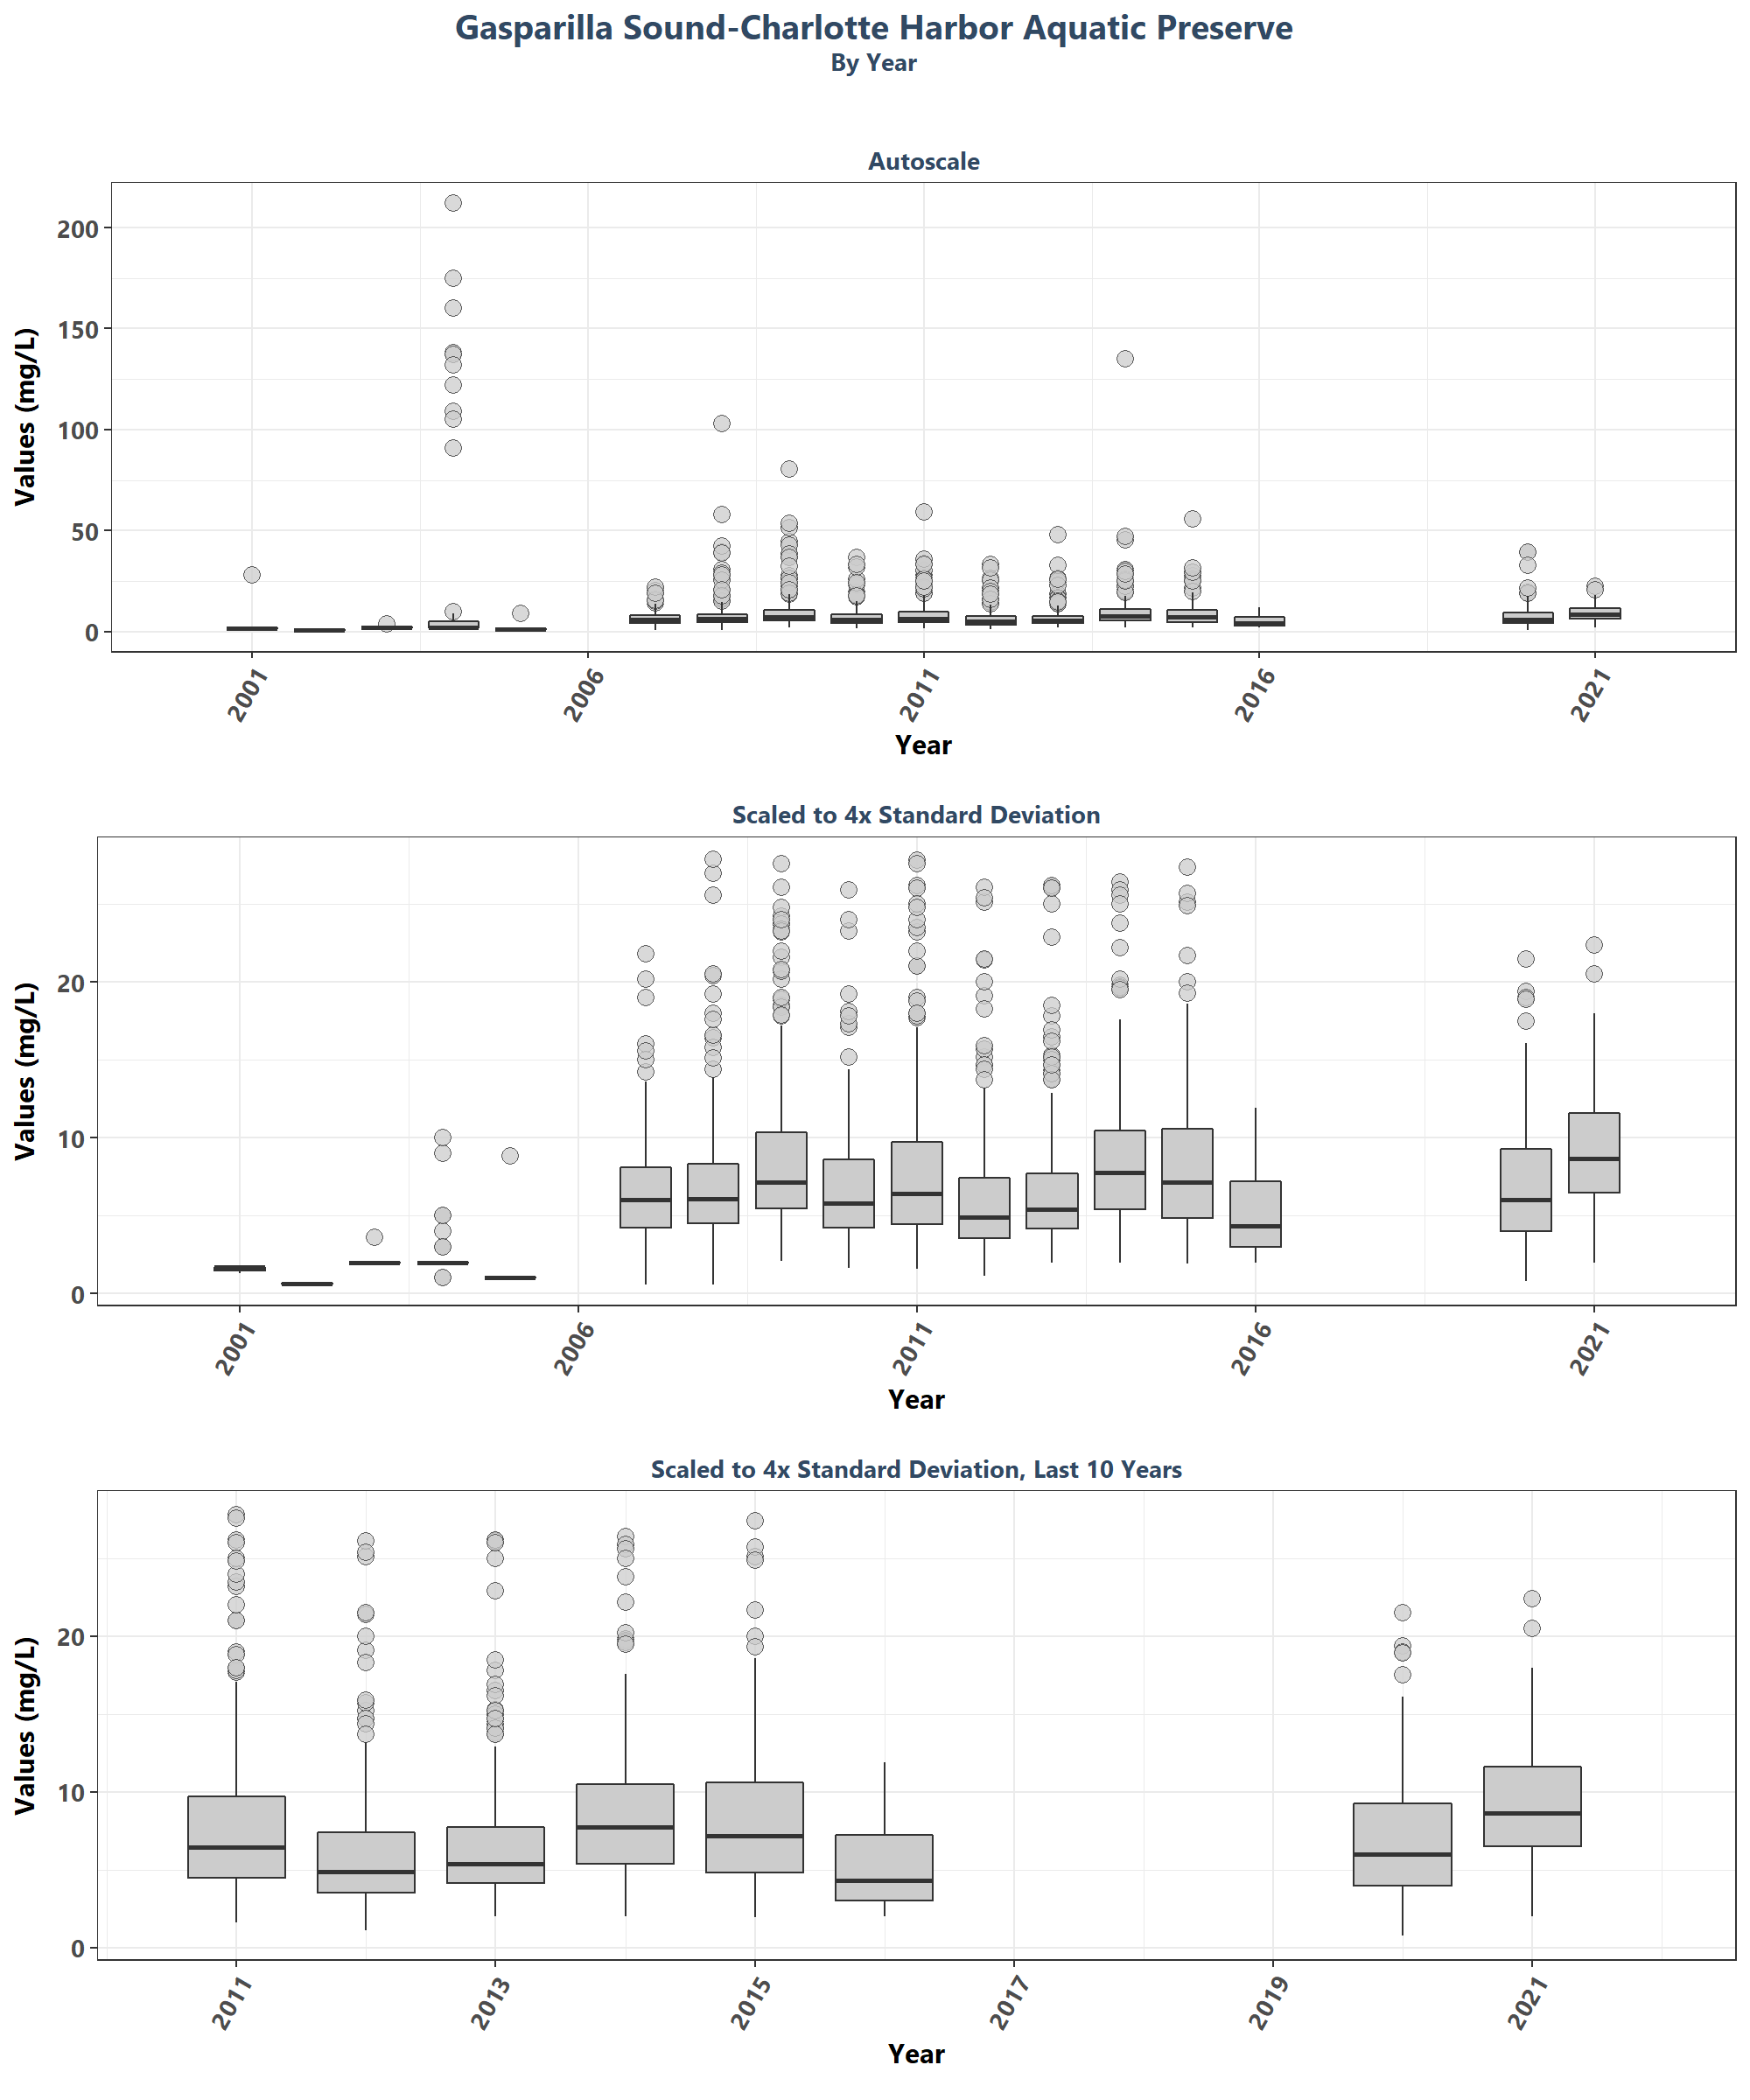 Gasparilla Sound-Charlotte Harbor Aquatic Preserve
By Year
Autoscale
Values (mg/L)
200
150
100
50
0
2001
2006
2011
2016
2021
Year
Scaled to 4x Standard Deviation
Values (mg/L)
20
10
0
2001
2006
2011
2016
2021
Year
Scaled to 4x Standard Deviation, Last 10 Years
Values (mg/L)
20
10
0
2011
2013
2015
2017
2019
2021
Year